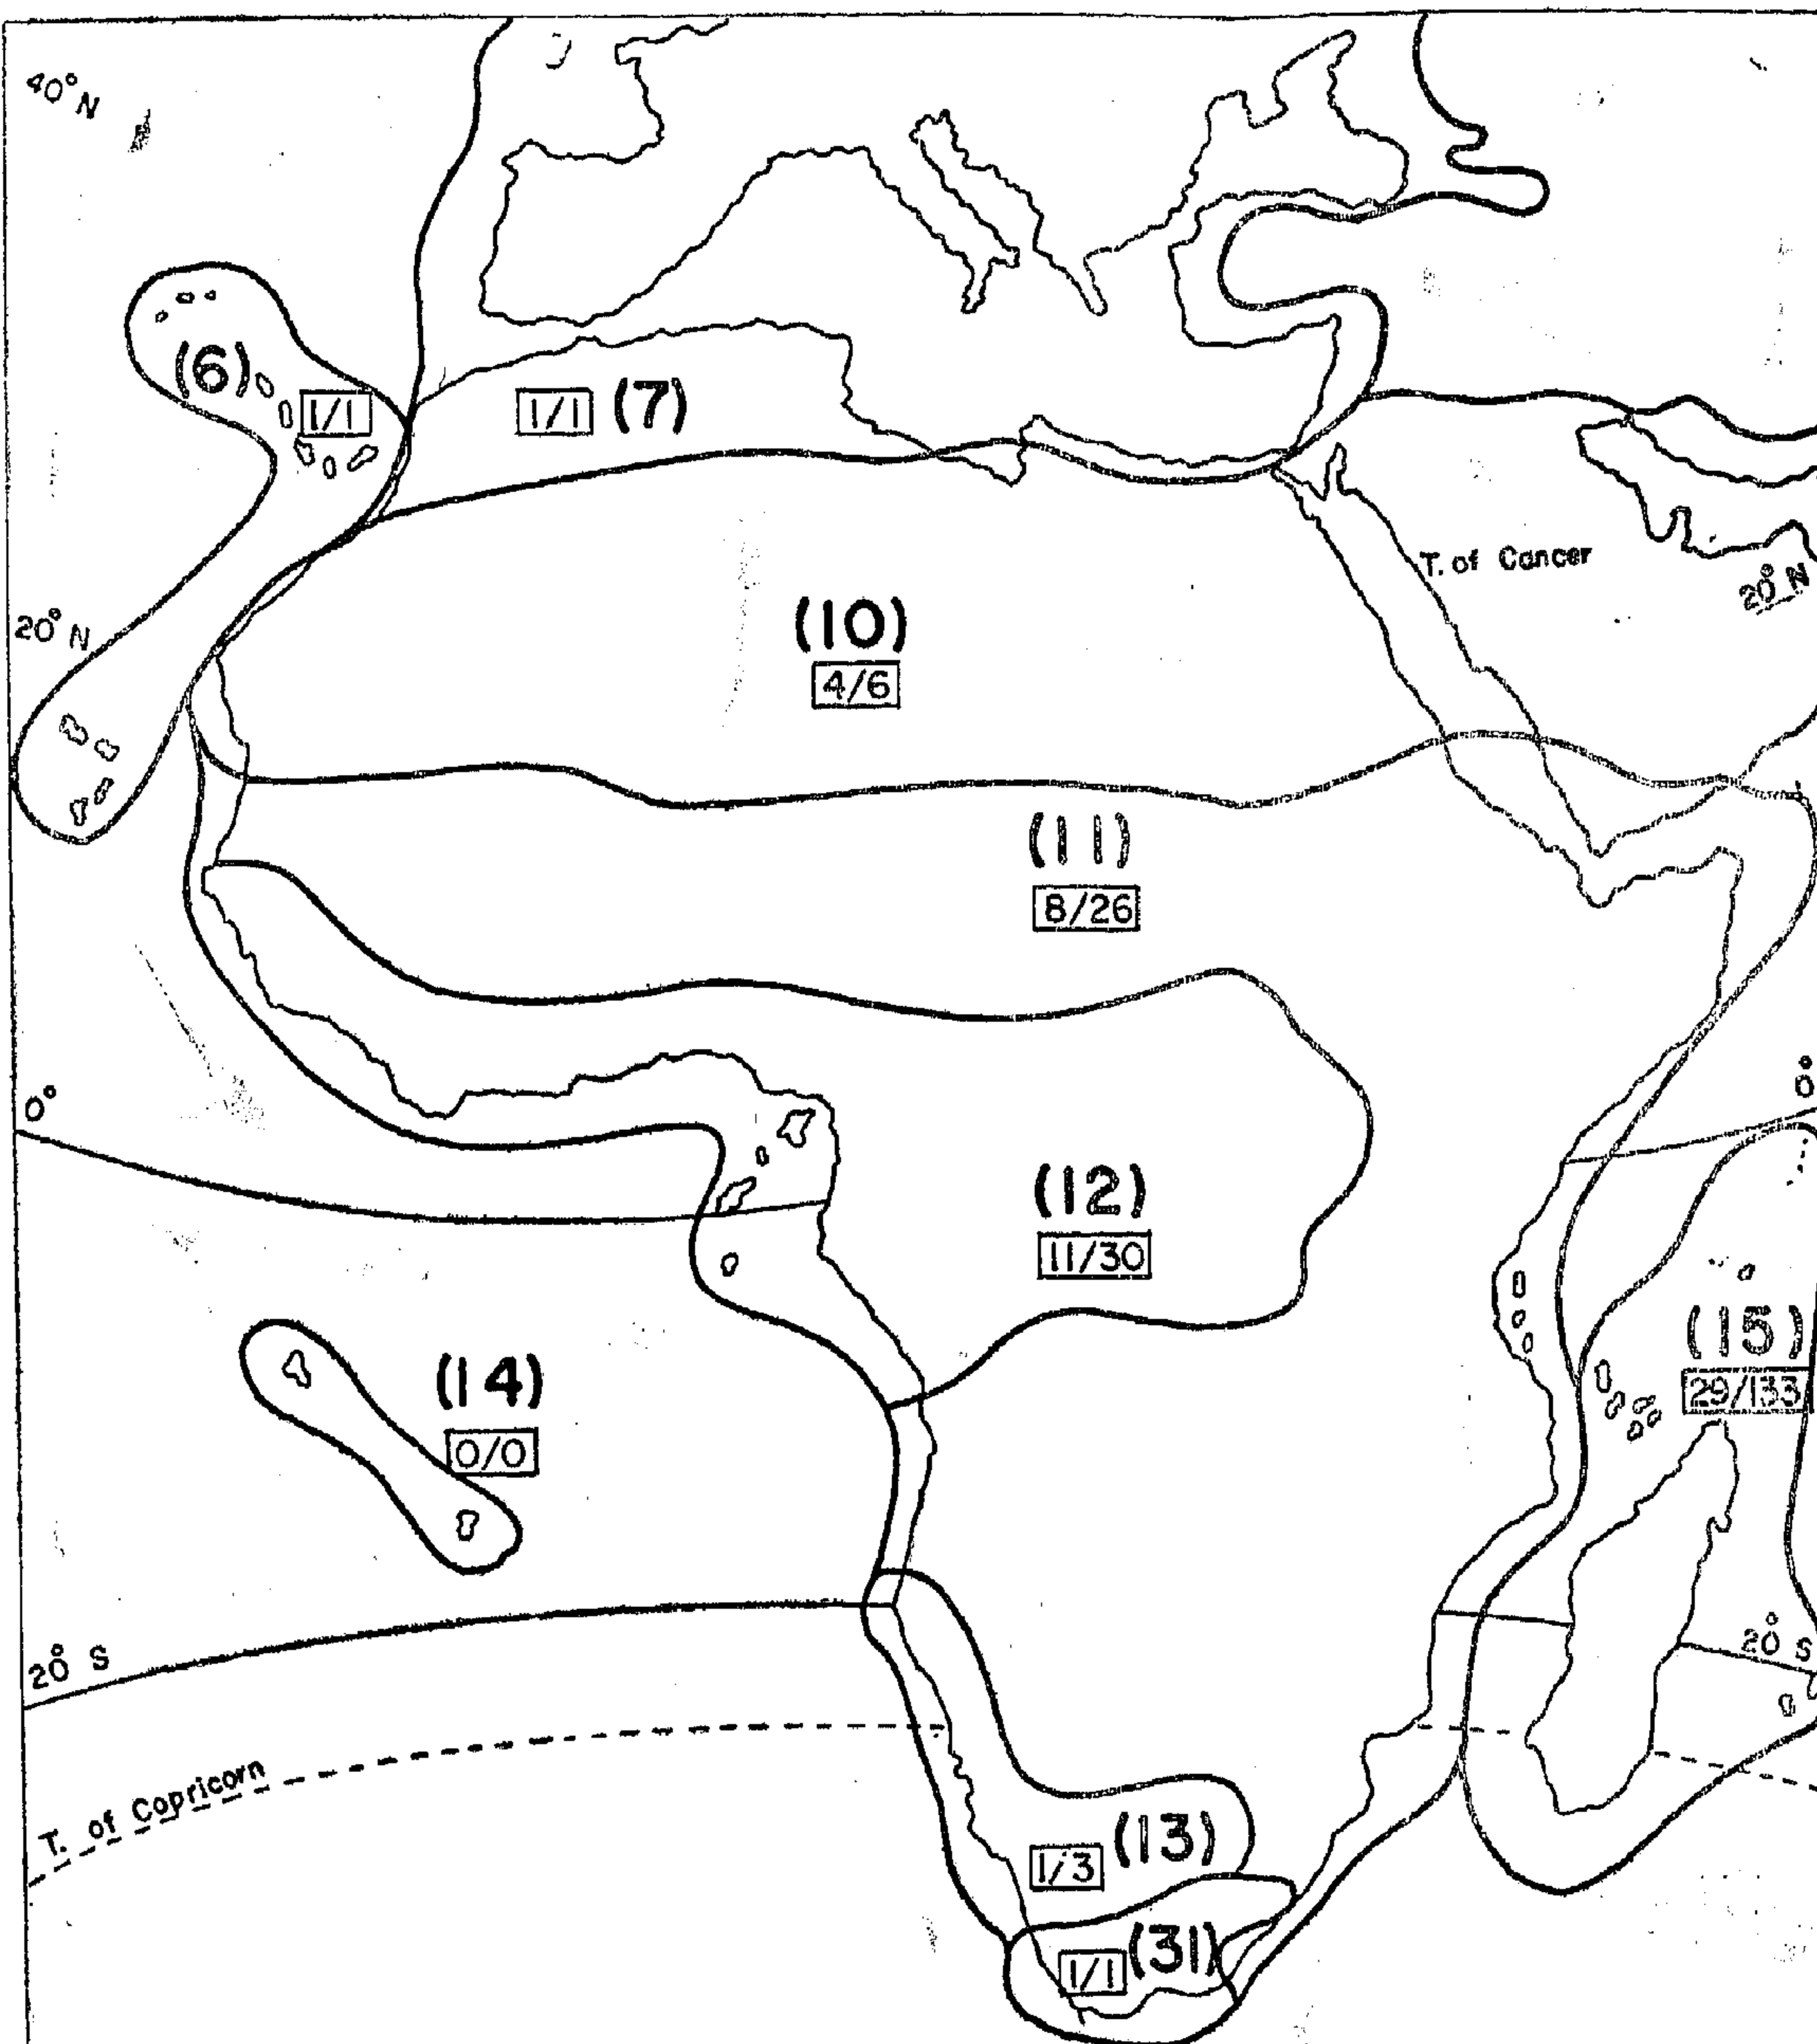 40° N
(6)
1/1
1/1 (7)
T. of Cancer
20° N
20° N
(10)
4/6
(11)
8/26
0°
0°
(12)
11/30
(15)
29/133
(14)
0/0
20° S
20° S
T. of Copricorn
(13)
1/3
(31)
1/1